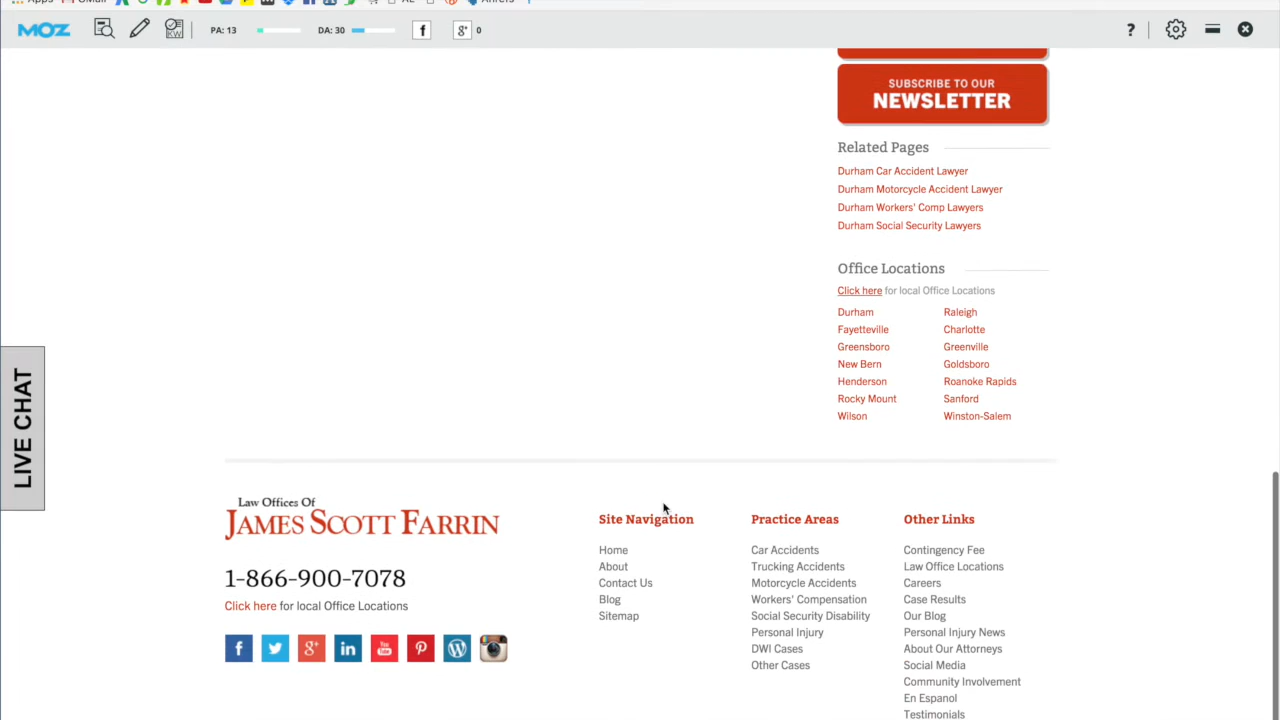 Apps
GMail
MOZ
PA: 13
DA: 30
0
?
SUBSCRIBE TO OUR
NEWSLETTER
Related Pages
Durham Car Accident Lawyer
Durham Motorcycle Accident Lawyer
Durham Workers' Comp Lawyers
Durham Social Security Lawyers
Office Locations
Click here for local Office Locations
Durham Raleigh
Fayetteville Charlotte
Greensboro Greenville
New Bern Goldsboro
Henderson Roanoke Rapids
Rocky Mount Sanford
Wilson Winston-Salem
LIVE CHAT
Law Offices Of
JAMES SCOTT FARRIN
1-866-900-7078
Click here for local Office Locations
Site Navigation
Home
About
Contact Us
Blog
Sitemap
Practice Areas
Car Accidents
Trucking Accidents
Motorcycle Accidents
Workers' Compensation
Social Security Disability
Personal Injury
DWI Cases
Other Cases
Other Links
Contingency Fee
Law Office Locations
Careers
Case Results
Our Blog
Personal Injury News
About Our Attorneys
Social Media
Community Involvement
En Espanol
Testimonials